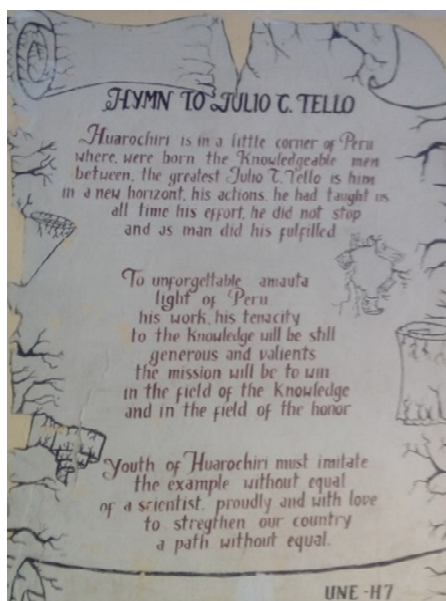 HYMN TO JULIO C. TELLO
Huarochiri is in a little corner of Peru
where, were born the Knowledgeable men
between, the greatest Julio C. Tello is him
in a new horizont, his actions, he had taught us
all time his effort, he did not stop
and as man did his fulfilled
To unforgettable amauta
light of Peru
his work, his tenacity
to the Knowledge will be still
generous and valients
the mission will be to win
in the field of the Knowledge
and in the field of the honor
Youth of Huarochiri must imitate
the example without equal
of a scientist, proudly and with love
to stregthen our country
a path without equal.
UNE-H7